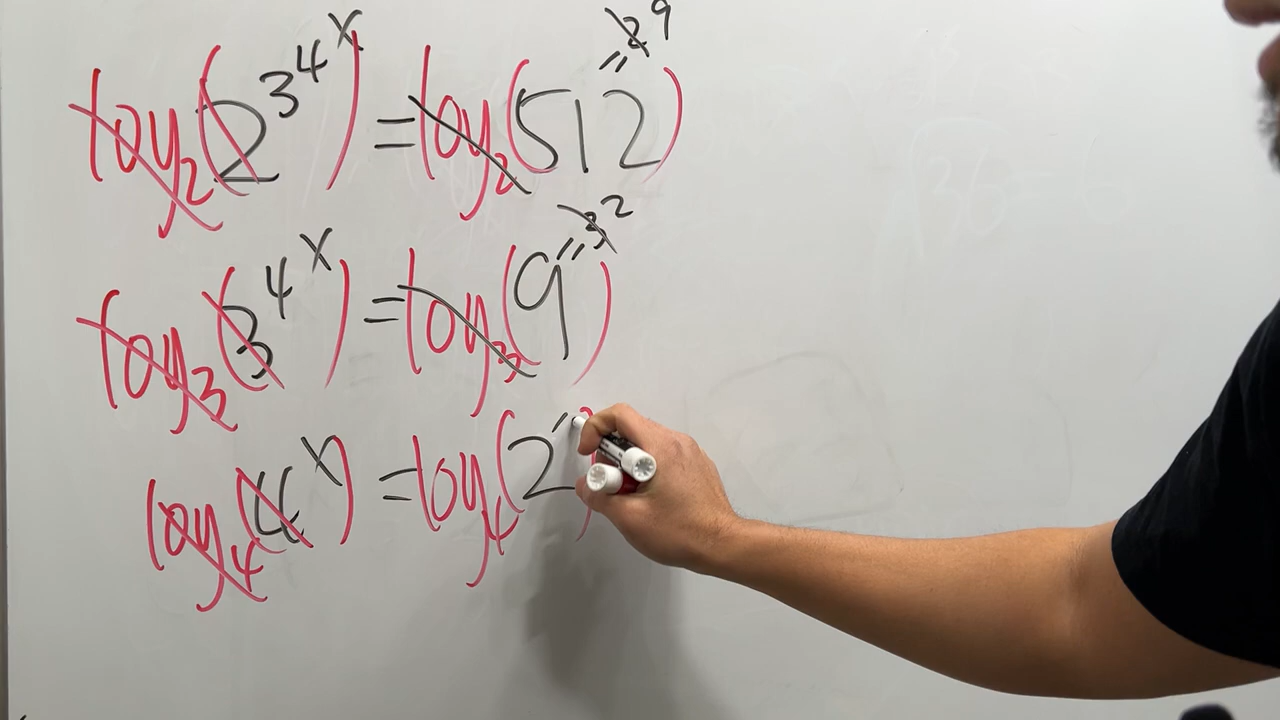 log₂(2^3^4^x) = log₂(512) = 2^9
log₃(3^4^x) = log₃(9) = 3^2
log₄(4^x) = log₄(2)